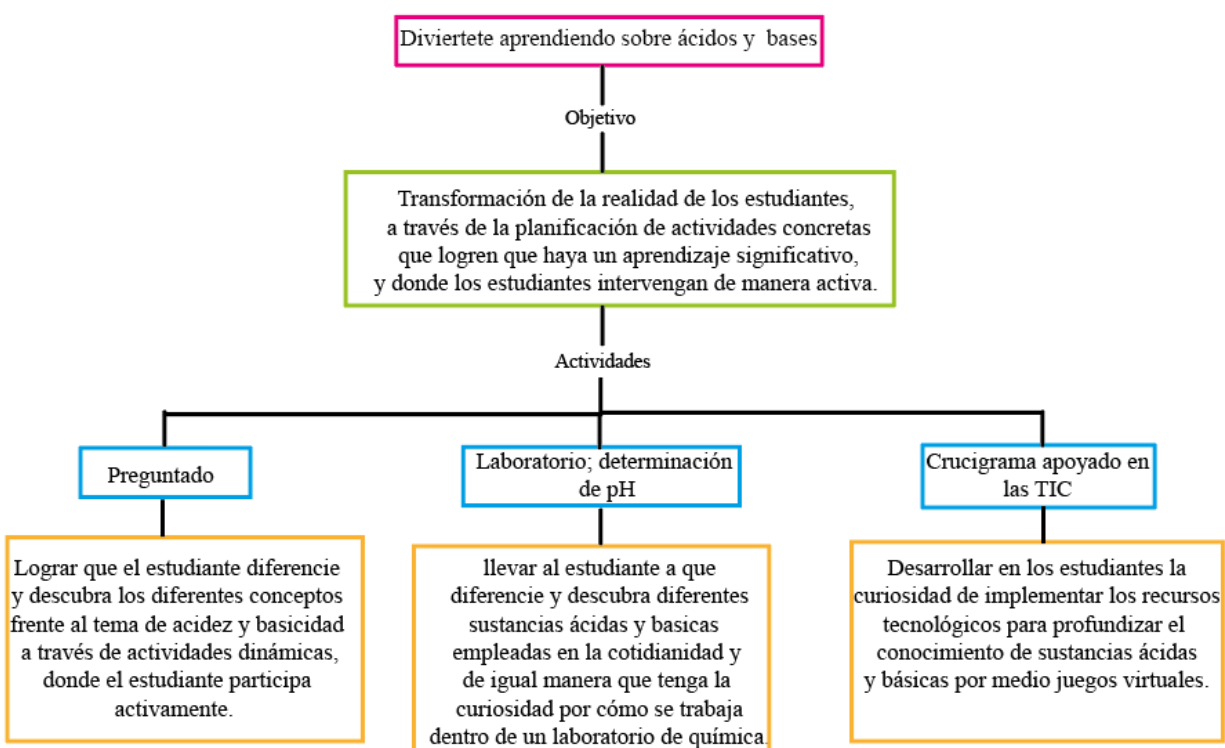 Diviertete aprendiendo sobre ácidos y bases
Objetivo
Transformación de la realidad de los estudiantes,
a través de la planificación de actividades concretas
que logren que haya un aprendizaje significativo,
y donde los estudiantes intervengan de manera activa.
Actividades
Preguntado
Lograr que el estudiante diferencie
y descubra los diferentes conceptos
frente al tema de acidez y basicidad
a través de actividades dinámicas,
donde el estudiante participa
activamente.
Laboratorio; determinación
de pH
llevar al estudiante a que
diferencie y descubra diferentes
sustancias ácidas y basicas
empleadas en la cotidianidad y
de igual manera que tenga la
curiosidad por cómo se trabaja
dentro de un laboratorio de química.
Crucigrama apoyado en
las TIC
Desarrollar en los estudiantes la
curiosidad de implementar los recursos
tecnológicos para profundizar el
conocimiento de sustancias ácidas
y básicas por medio juegos virtuales.